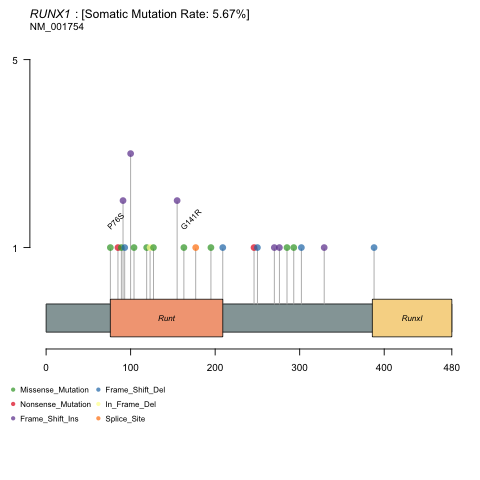 RUNX1 : [Somatic Mutation Rate: 5.67%]
NM_001754
5
1
P76S
G141R
Runt
RunxI
0 100 200 300 400 480
Missense_Mutation Frame_Shift_Del
Nonsense_Mutation In_Frame_Del
Frame_Shift_Ins Splice_Site